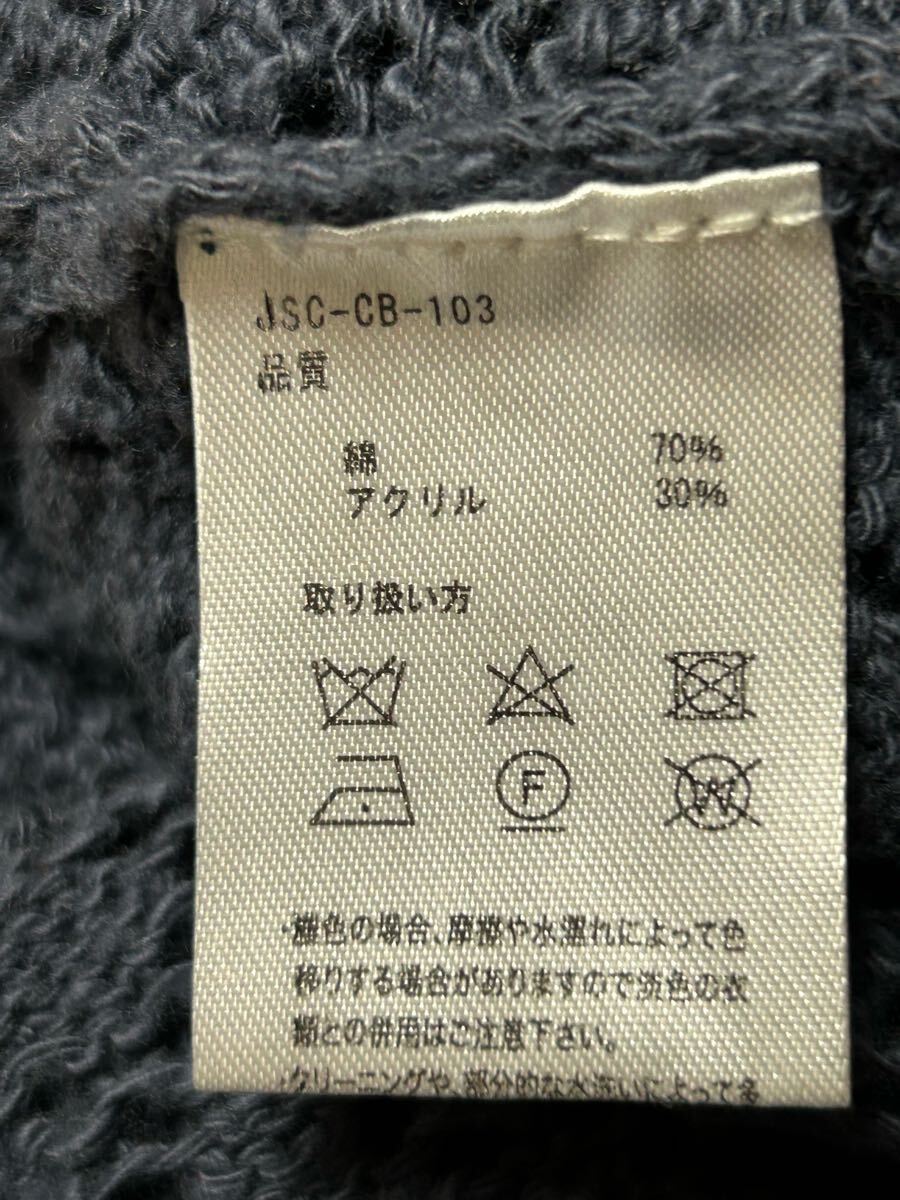 JSC-CB-103
品質
綿 70%
アクリル 30%
取り扱い方
F
W
・濃色の場合、摩擦や水濡れによって色
移りする場合がありますので淡色の衣
類との併用はご注意下さい。
・クリーニングや、部分的な水洗いによって多